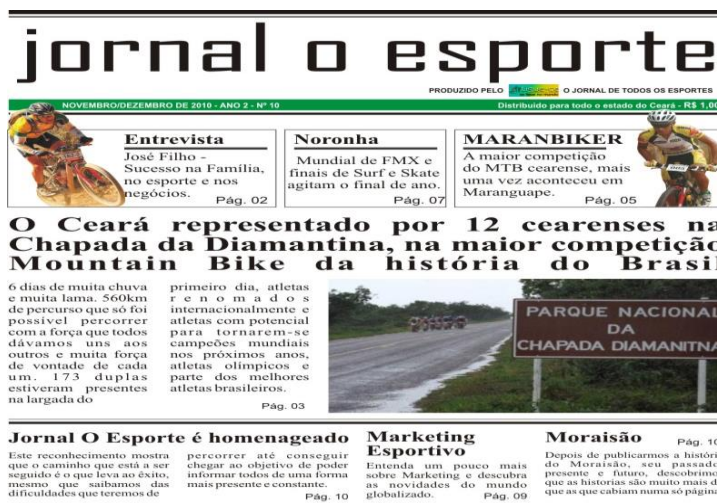 jornal o esporte
PRODUZIDO PELO
O JORNAL DE TODOS OS ESPORTES
NOVEMBRO/DEZEMBRO DE 2010 - ANO 2 - Nº 10
Distribuido para todo o estado do Ceará - R$ 1,00
Entrevista
José Filho -
Sucesso na Família,
no esporte e nos
negócios.
Pág. 02
Noronha
Mundial de FMX e
finais de Surf e Skate
agitam o final de ano.
Pág. 07
MARANBIKER
A maior competição
do MTB cearense, mais
uma vez aconteceu em
Maranguape.
Pág. 05
O Ceará representado por 12 cearenses na
Chapada da Diamantina, na maior competição
Mountain Bike da história do Brasil
6 dias de muita chuva
e muita lama. 560km
de percurso que só foi
possível percorrer
com a força que todos
dávamos uns aos
outros e muita força
de vontade de cada
um. 173 duplas
estiveram presentes
na largada do
primeiro dia, atletas
renomados
internacionalmente e
atletas com potencial
para tornarem-se
campeões mundiais
nos próximos anos,
atletas olímpicos e
parte dos melhores
atletas brasileiros.
Pág. 03
PARQUE NACIONAL
DA
CHAPADA DIAMANITNA
Jornal O Esporte é homenageado
Este reconhecimento mostra
que o caminho que está a ser
seguido é o que leva ao êxito,
mesmo que saibamos das
dificuldades que teremos de
percorrer até conseguir
chegar ao objetivo de poder
informar todos de uma forma
mais presente e constante.
Pág. 10
Marketing
Esportivo
Entenda um pouco mais
sobre Marketing e descubra
as novidades do mundo
globalizado.
Pág. 09
Moraisão
Pág. 10
Depois de publicarmos a históri
do Moraisão, seu passado
presente e futuro, descobrimo
que as historias são muito mais d
que as que cabiam numa só págin